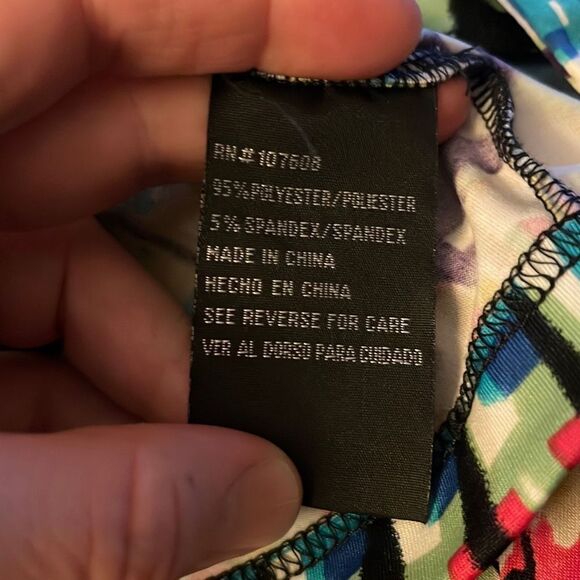 RN#107608
95%POLYESTER/POLIESTER
5% SPANDEX/SPANDEX
MADE IN CHINA
HECHO EN CHINA
SEE REVERSE FOR CARE
VER AL DORSO PARA CUIDADO